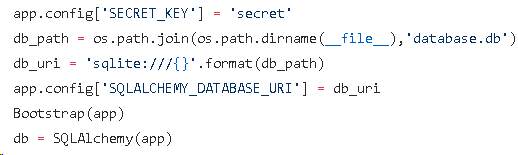 app.config['SECRET_KEY'] = 'secret'
db_path = os.path.join(os.path.dirname(__file__),'database.db')
db_uri = 'sqlite:///{}'.format(db_path)
app.config['SQLALCHEMY_DATABASE_URI'] = db_uri
Bootstrap(app)
db = SQLAlchemy(app)